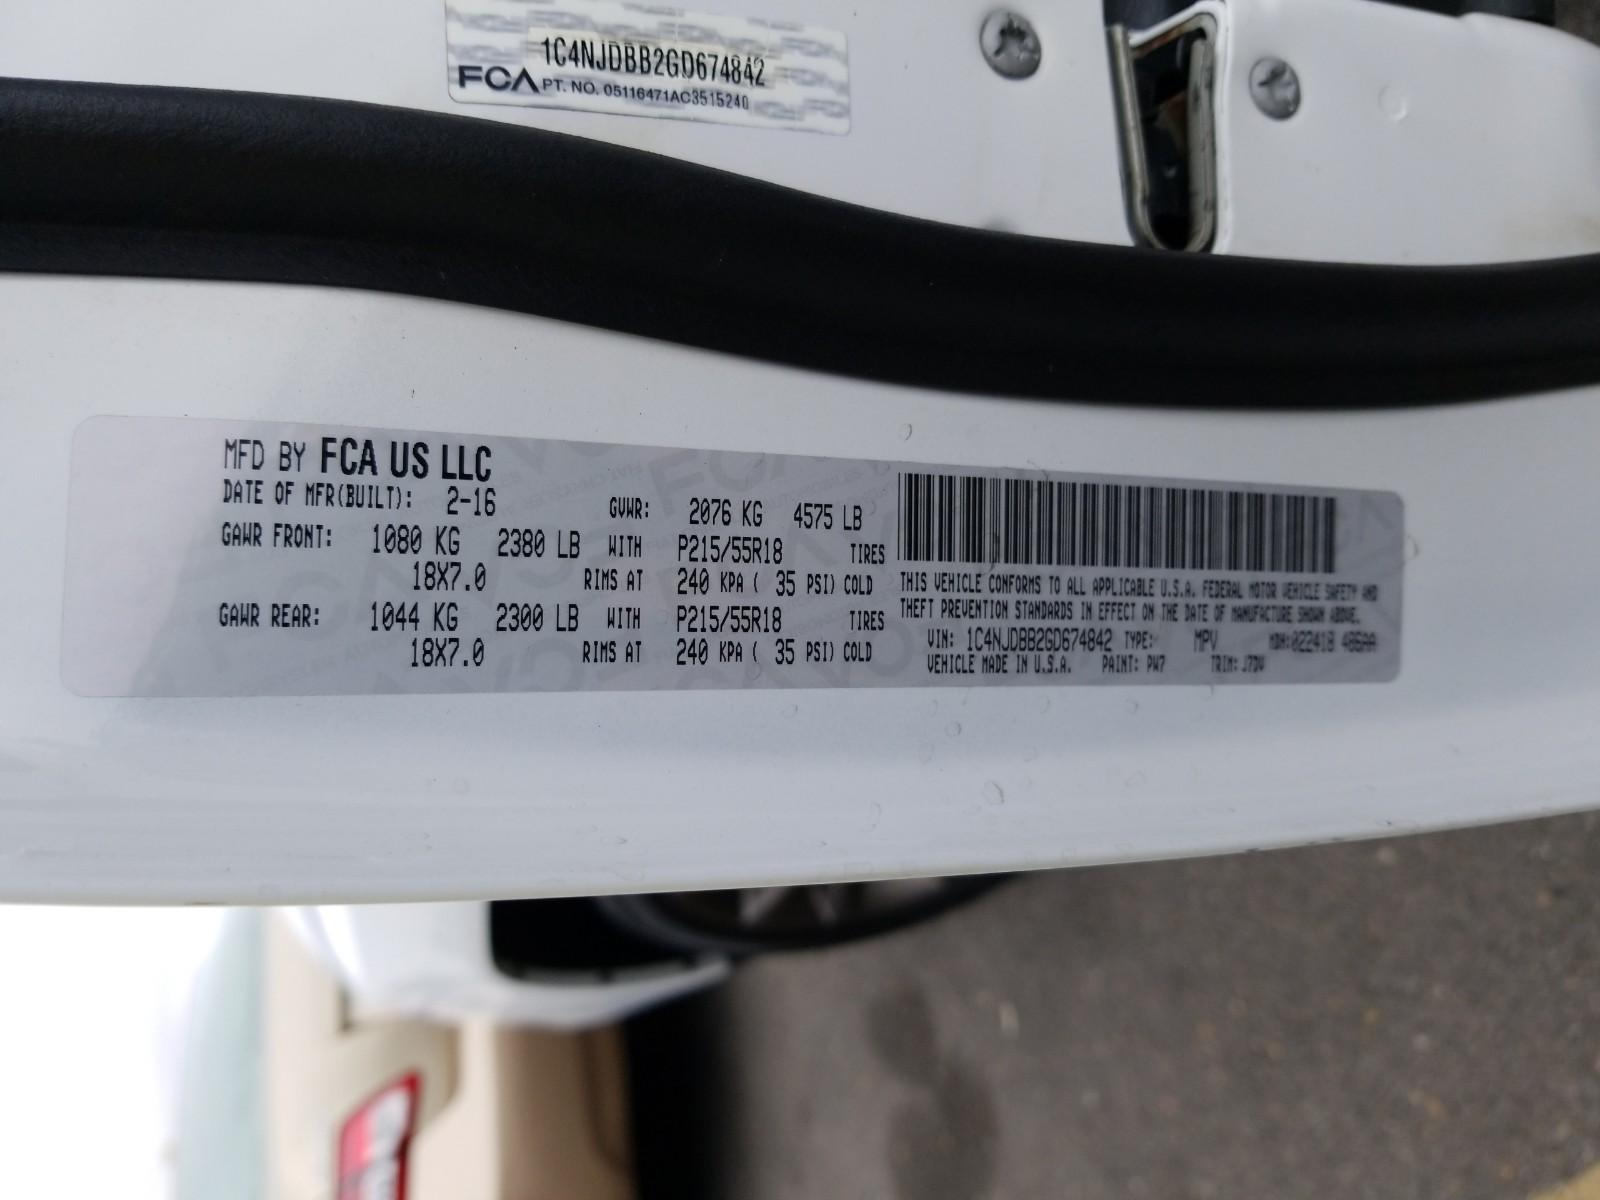 1C4NJDBB2GD674842
FCA PT. NO. 05116471AC3515240
MFD BY FCA US LLC
DATE OF MFR(BUILT): 2-16 GVWR: 2076 KG 4575 LB
GAWR FRONT: 1080 KG 2380 LB WITH P215/55R18 TIRES
18X7.0 RIMS AT 240 KPA ( 35 PSI) COLD
GAWR REAR: 1044 KG 2300 LB WITH P215/55R18 TIRES
18X7.0 RIMS AT 240 KPA ( 35 PSI) COLD
THIS VEHICLE CONFORMS TO ALL APPLICABLE U.S.A. FEDERAL MOTOR VEHICLE SAFETY AND
THEFT PREVENTION STANDARDS IN EFFECT ON THE DATE OF MANUFACTURE SHOWN ABOVE.
VIN: 1C4NJDBB2GD674842 TYPE: MPV MDH:022418 486AA
VEHICLE MADE IN U.S.A. PAINT: PW7 TRIM: